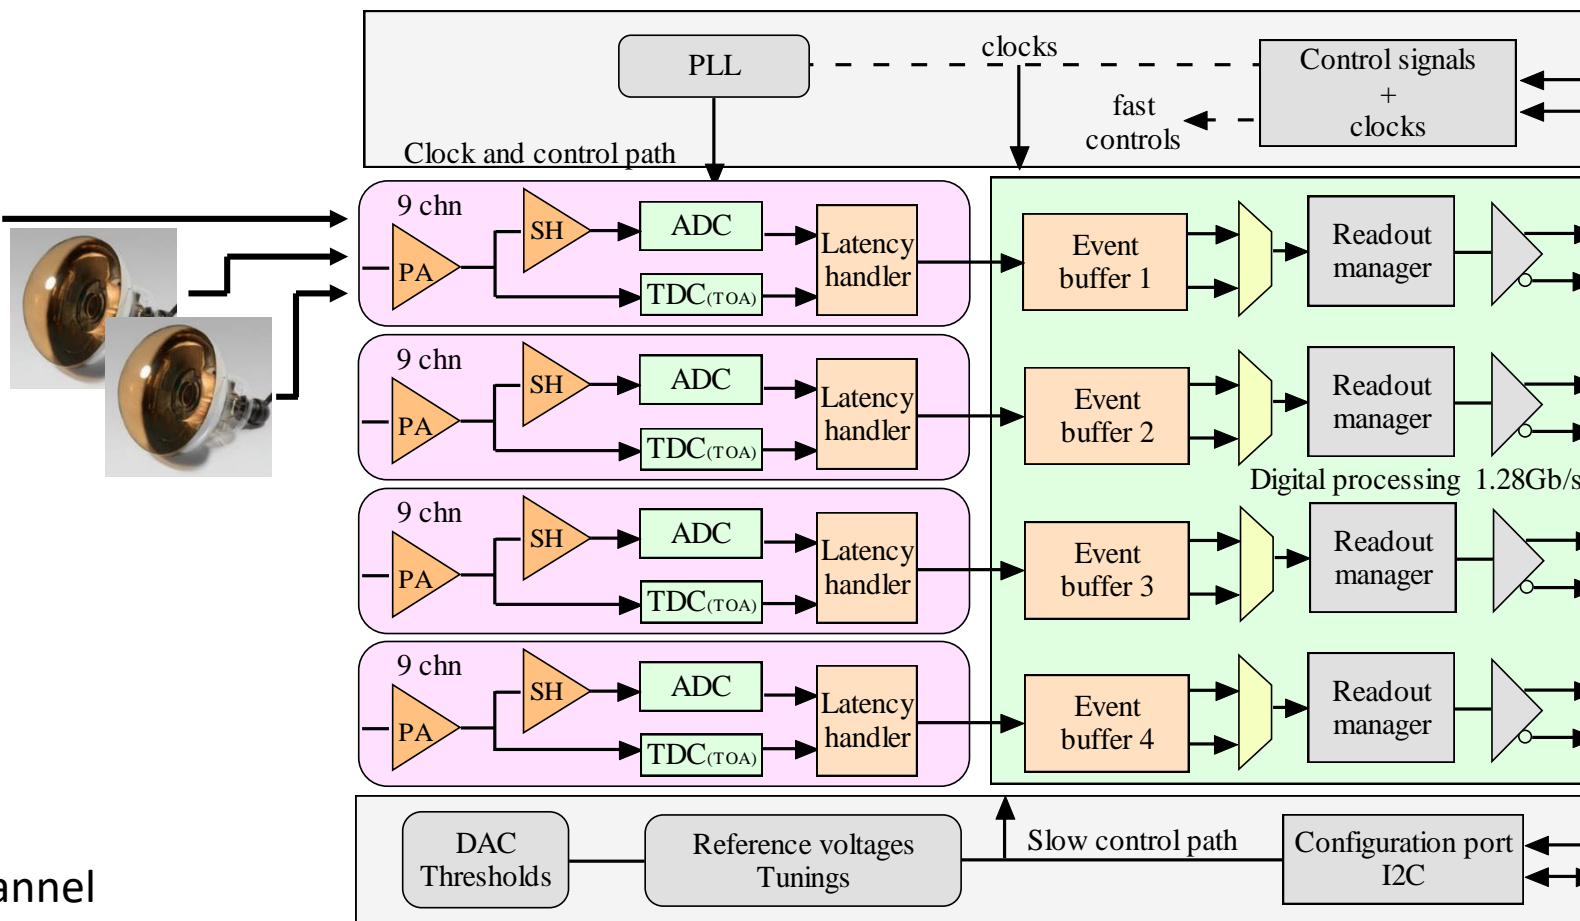 PLL
clocks
Control signals
+
clocks
fast
controls
Clock and control path
9 chn
PA
SH
ADC
TDC(TOA)
Latency
handler
Event
buffer 1
Readout
manager
9 chn
PA
SH
ADC
TDC(TOA)
Latency
handler
Event
buffer 2
Readout
manager
Digital processing 1.28Gb/s
9 chn
PA
SH
ADC
TDC(TOA)
Latency
handler
Event
buffer 3
Readout
manager
9 chn
PA
SH
ADC
TDC(TOA)
Latency
handler
Event
buffer 4
Readout
manager
DAC
Thresholds
Reference voltages
Tunings
Slow control path
Configuration port
I2C
annel